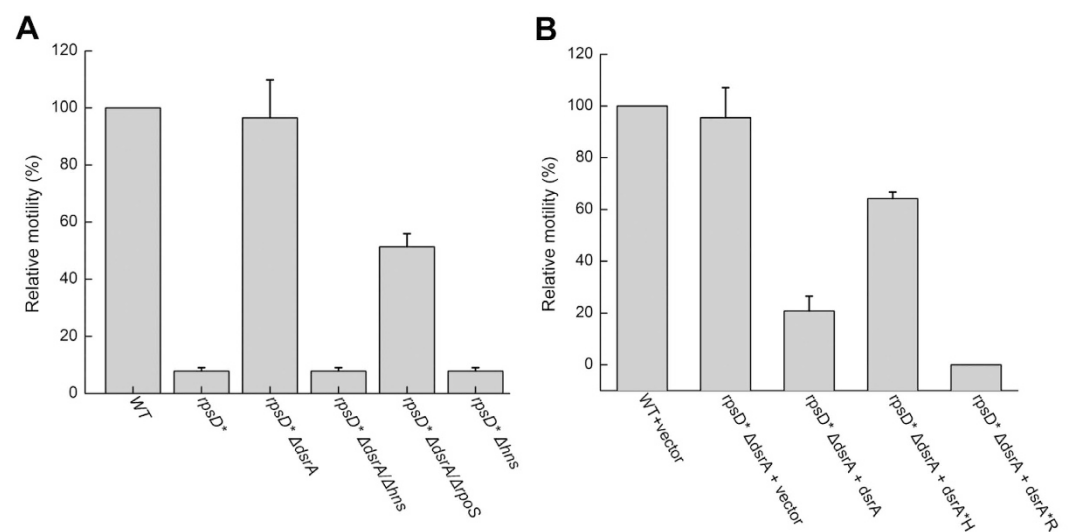 A
Relative motility (%)
120
100
80
60
40
20
0
WT
rpsD*
rpsD* ΔdsrA
rpsD* ΔdsrA/Δhns
rpsD* ΔdsrA/ΔrpoS
rpsD* Δhns
B
Relative motility (%)
120
100
80
60
40
20
0
WT+vector
rpsD* ΔdsrA + vector
rpsD* ΔdsrA + dsrA
rpsD* ΔdsrA + dsrA*H
rpsD* ΔdsrA + dsrA*R